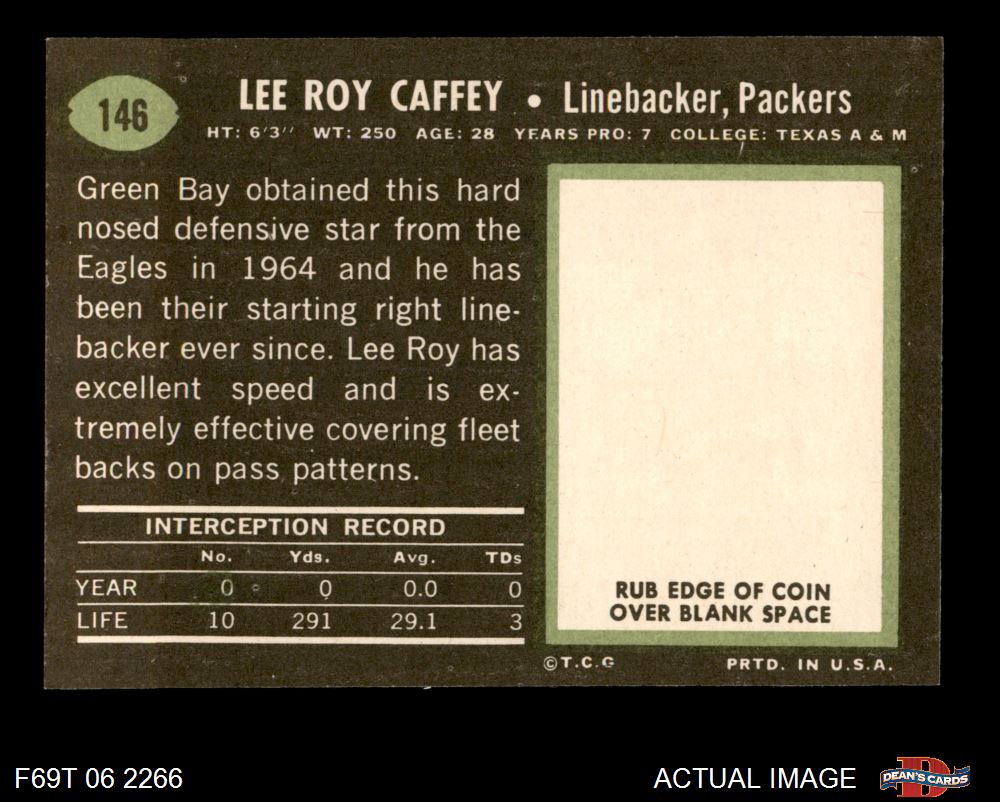 146
LEE ROY CAFFEY • Linebacker, Packers
HT: 6'3" WT: 250 AGE: 28 YEARS PRO: 7 COLLEGE: TEXAS A & M
Green Bay obtained this hard
nosed defensive star from the
Eagles in 1964 and he has
been their starting right line-
backer ever since. Lee Roy has
excellent speed and is ex-
tremely effective covering fleet
backs on pass patterns.
INTERCEPTION RECORD
No. Yds. Avg. TDs
YEAR 0 0 0.0 0
LIFE 10 291 29.1 3
RUB EDGE OF COIN
OVER BLANK SPACE
©T.C.G PRTD. IN U.S.A.
F69T 06 2266
ACTUAL IMAGE
DEAN'S CARDS